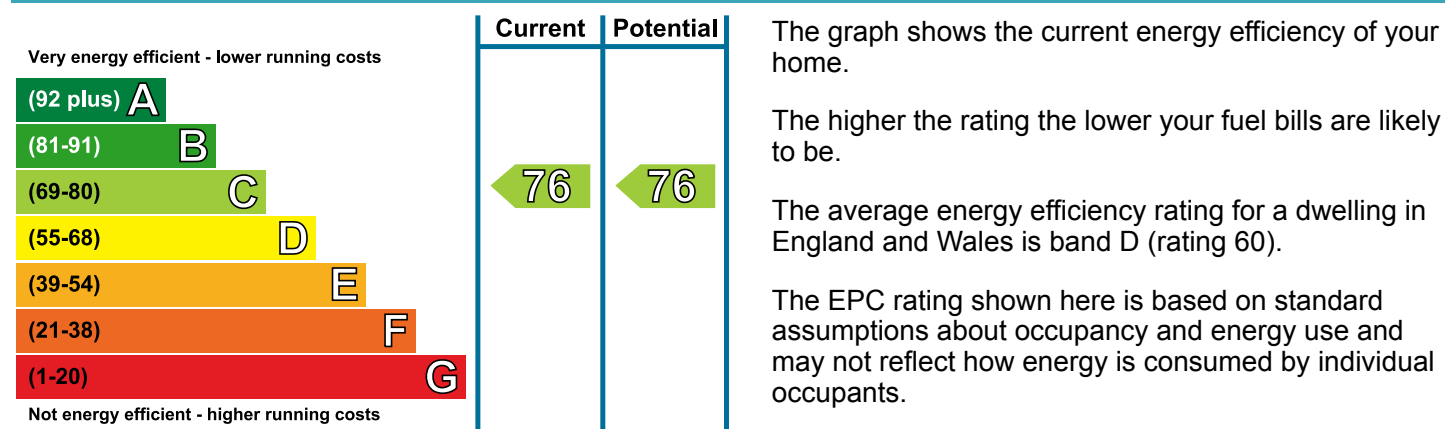 Current Potential
Very energy efficient - lower running costs
(92 plus) A
(81-91) B
(69-80) C
76 76
(55-68) D
(39-54) E
(21-38) F
(1-20) G
Not energy efficient - higher running costs
The graph shows the current energy efficiency of your
home.
The higher the rating the lower your fuel bills are likely
to be.
The average energy efficiency rating for a dwelling in
England and Wales is band D (rating 60).
The EPC rating shown here is based on standard
assumptions about occupancy and energy use and
may not reflect how energy is consumed by individual
occupants.